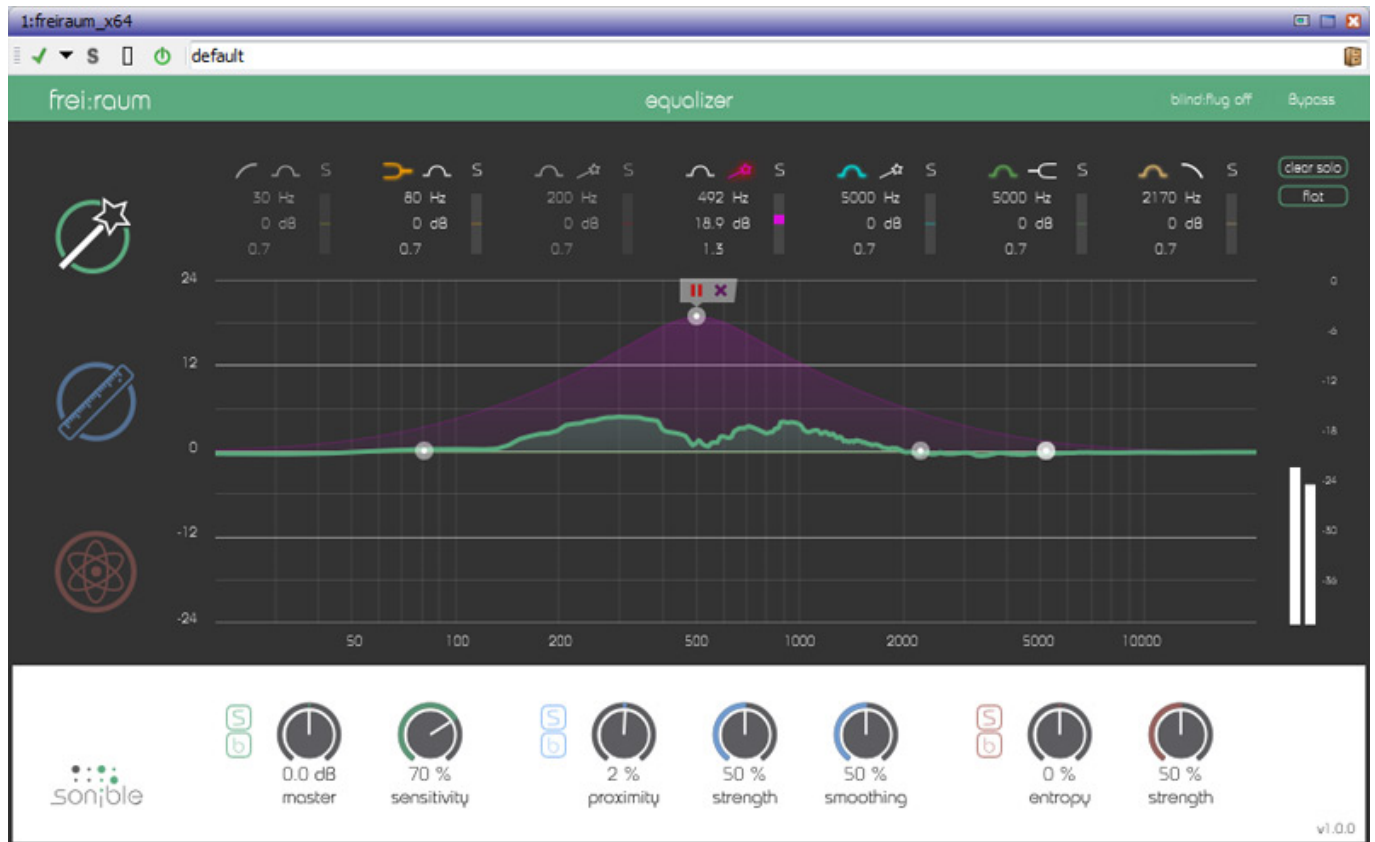 1:freiraum_x64
S default
frei:raum equalizer blind:flug off Bypass
S S S S S S S clear solo
30 Hz 80 Hz 200 Hz 492 Hz 5000 Hz 5000 Hz 2170 Hz flat
0 dB 0 dB 0 dB 18.9 dB 0 dB 0 dB 0 dB
0.7 0.7 0.7 1.3 0.7 0.7 0.7
24 0
-6
12 -12
-18
0 -24
-12 -30
-36
-24
50 100 200 500 1000 2000 5000 10000
S S S
b b b
0.0 dB 70 % 2 % 50 % 50 % 0 % 50 %
master sensitivity proximity strength smoothing entropy strength
sonible
v1.0.0